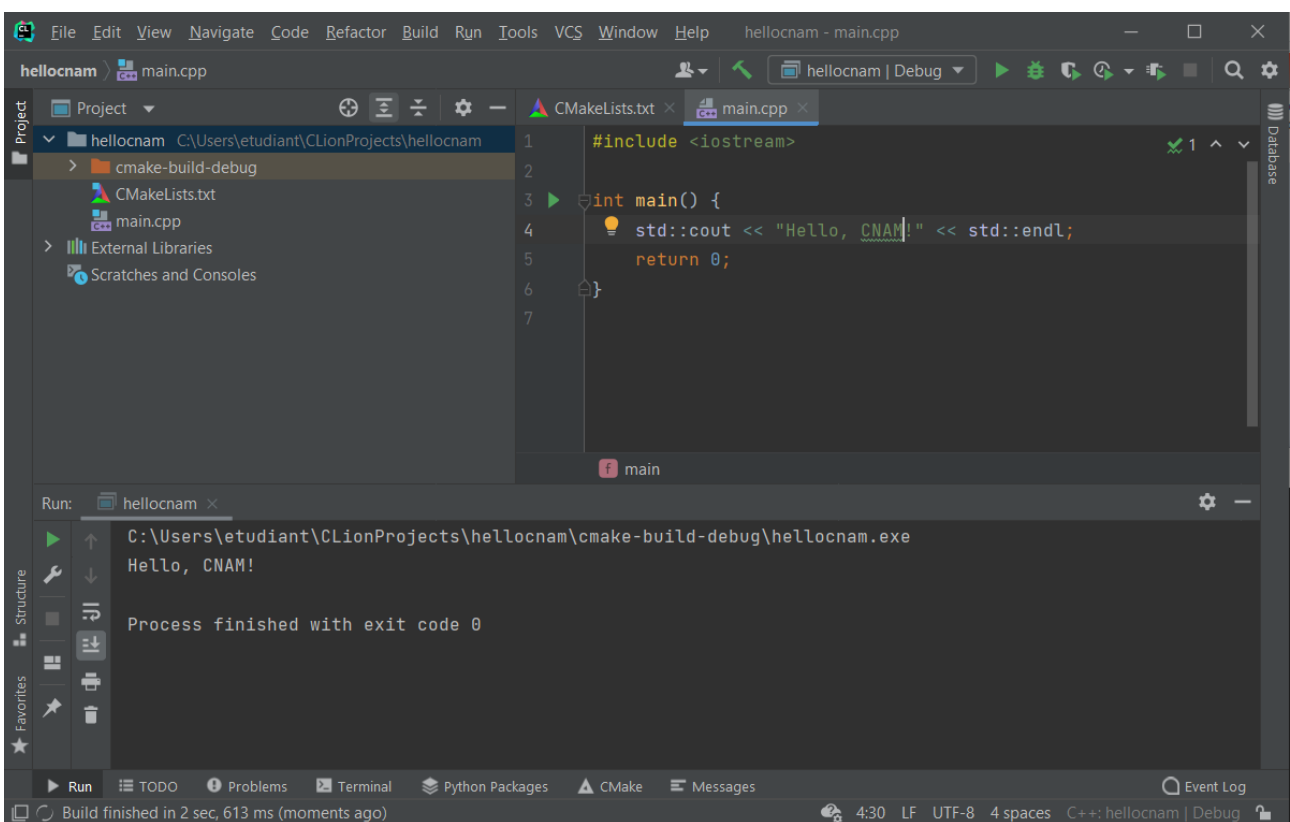 File Edit View Navigate Code Refactor Build Run Tools VCS Window Help hellocnam - main.cpp
hellocnam main.cpp hellocnam | Debug
Project
Project
CMakeLists.txt main.cpp
hellocnam C:\Users\etudiant\CLionProjects\hellocnam
cmake-build-debug
CMakeLists.txt
main.cpp
External Libraries
Scratches and Consoles
1 #include <iostream>
2
3 int main() {
4 std::cout << "Hello, CNAM!" << std::endl;
5 return 0;
6 }
7
1
Database
main
Run: hellocnam
C:\Users\etudiant\CLionProjects\hellocnam\cmake-build-debug\hellocnam.exe
Hello, CNAM!
Process finished with exit code 0
Structure
Favorites
Run TODO Problems Terminal Python Packages CMake Messages Event Log
Build finished in 2 sec, 613 ms (moments ago) 4:30 LF UTF-8 4 spaces C++: hellocnam | Debug